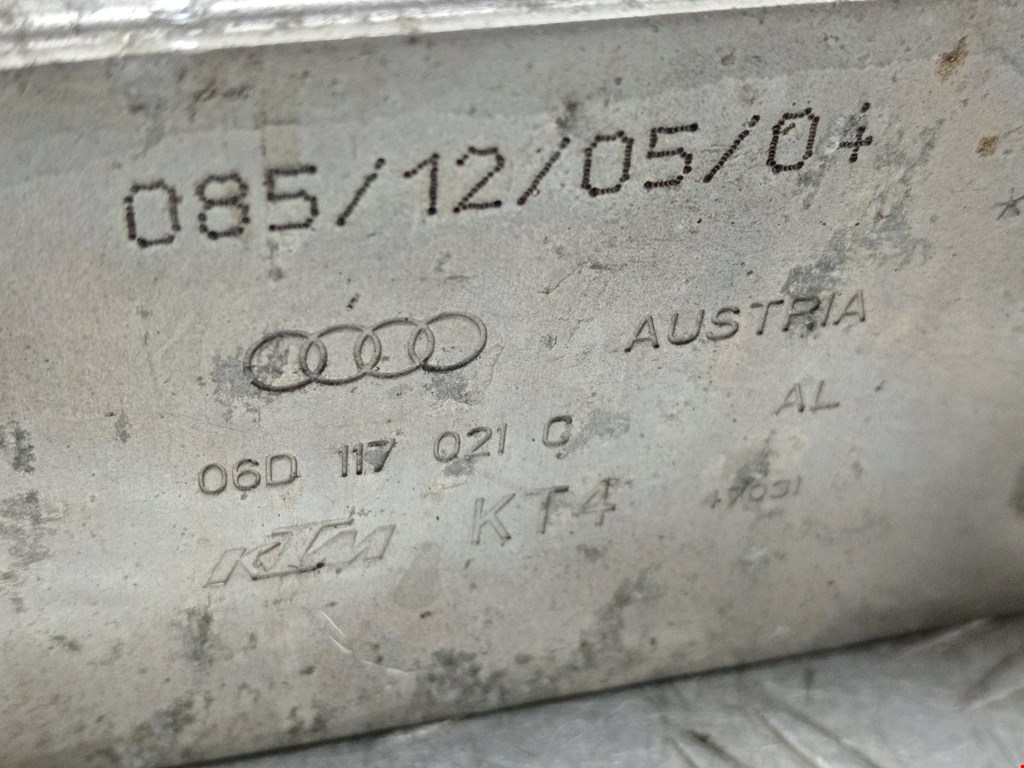 085/12/05/04
AUSTRIA
AL
06D 117 021 C
KTM KT4 47031